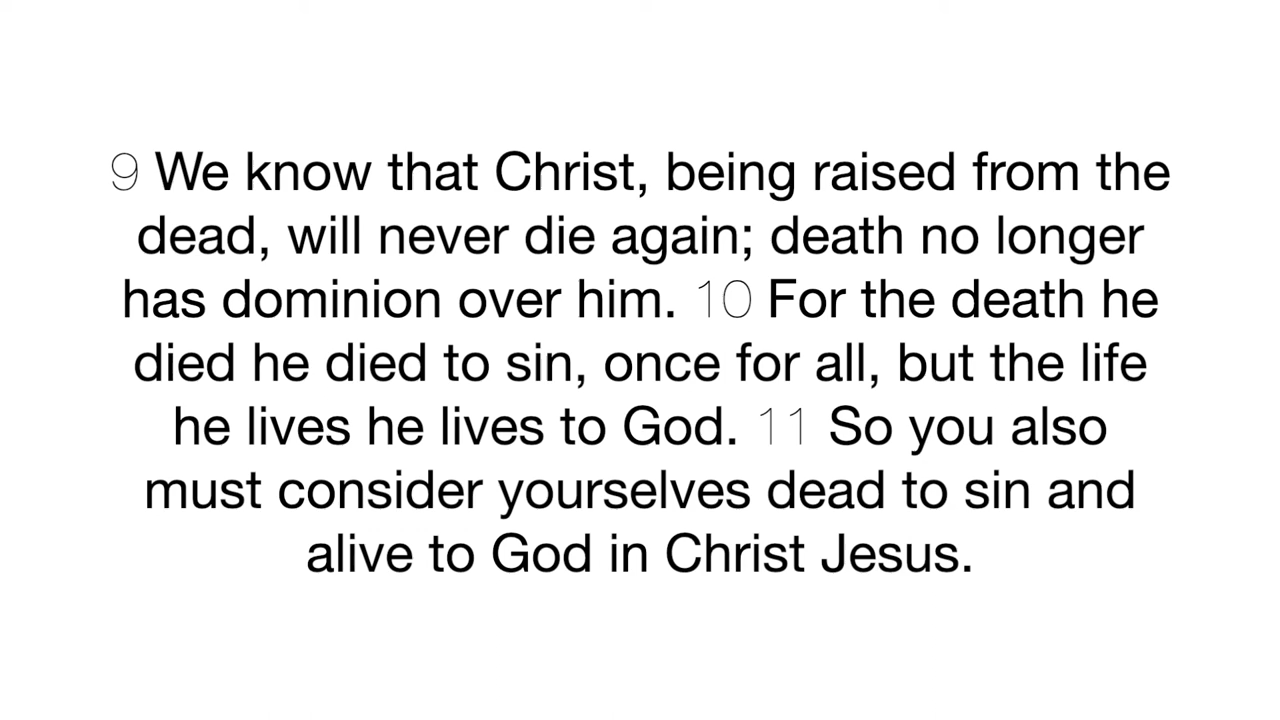 9 We know that Christ, being raised from the
dead, will never die again; death no longer
has dominion over him. 10 For the death he
died he died to sin, once for all, but the life
he lives he lives to God. 11 So you also
must consider yourselves dead to sin and
alive to God in Christ Jesus.